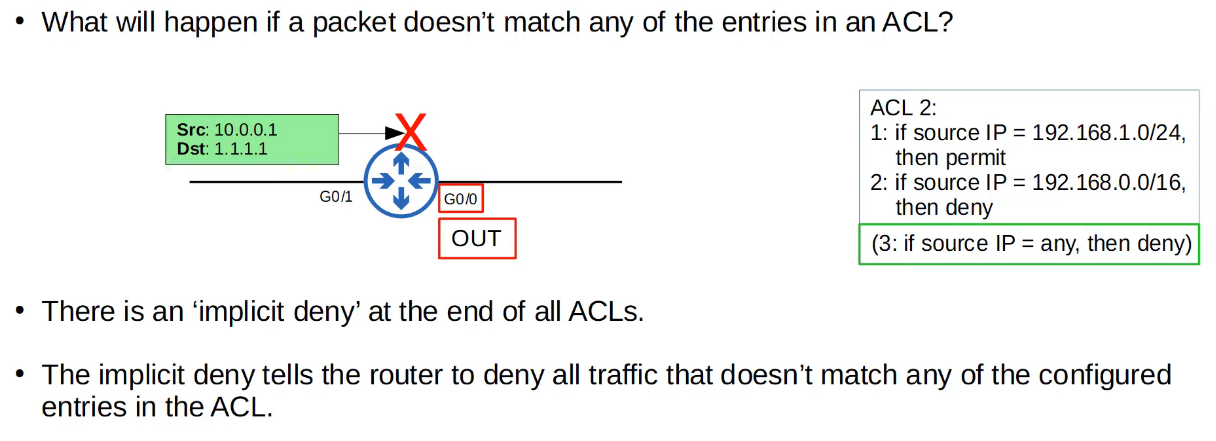 • What will happen if a packet doesn’t match any of the entries in an ACL?
Src: 10.0.0.1
Dst: 1.1.1.1
G0/1
G0/0
OUT
ACL 2:
1: if source IP = 192.168.1.0/24,
then permit
2: if source IP = 192.168.0.0/16,
then deny
(3: if source IP = any, then deny)
• There is an ‘implicit deny’ at the end of all ACLs.
• The implicit deny tells the router to deny all traffic that doesn’t match any of the configured
entries in the ACL.